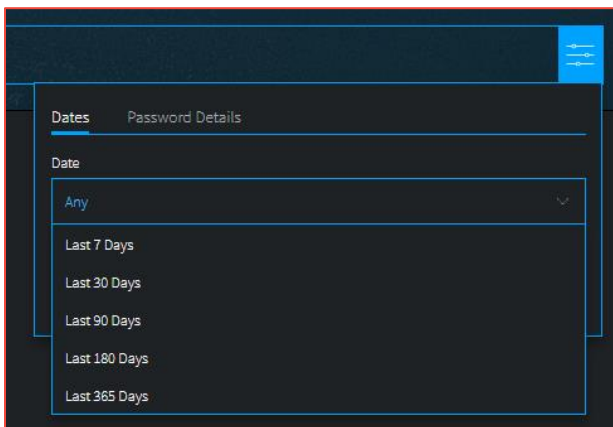 Dates Password Details
Date
Any
Last 7 Days
Last 30 Days
Last 90 Days
Last 180 Days
Last 365 Days